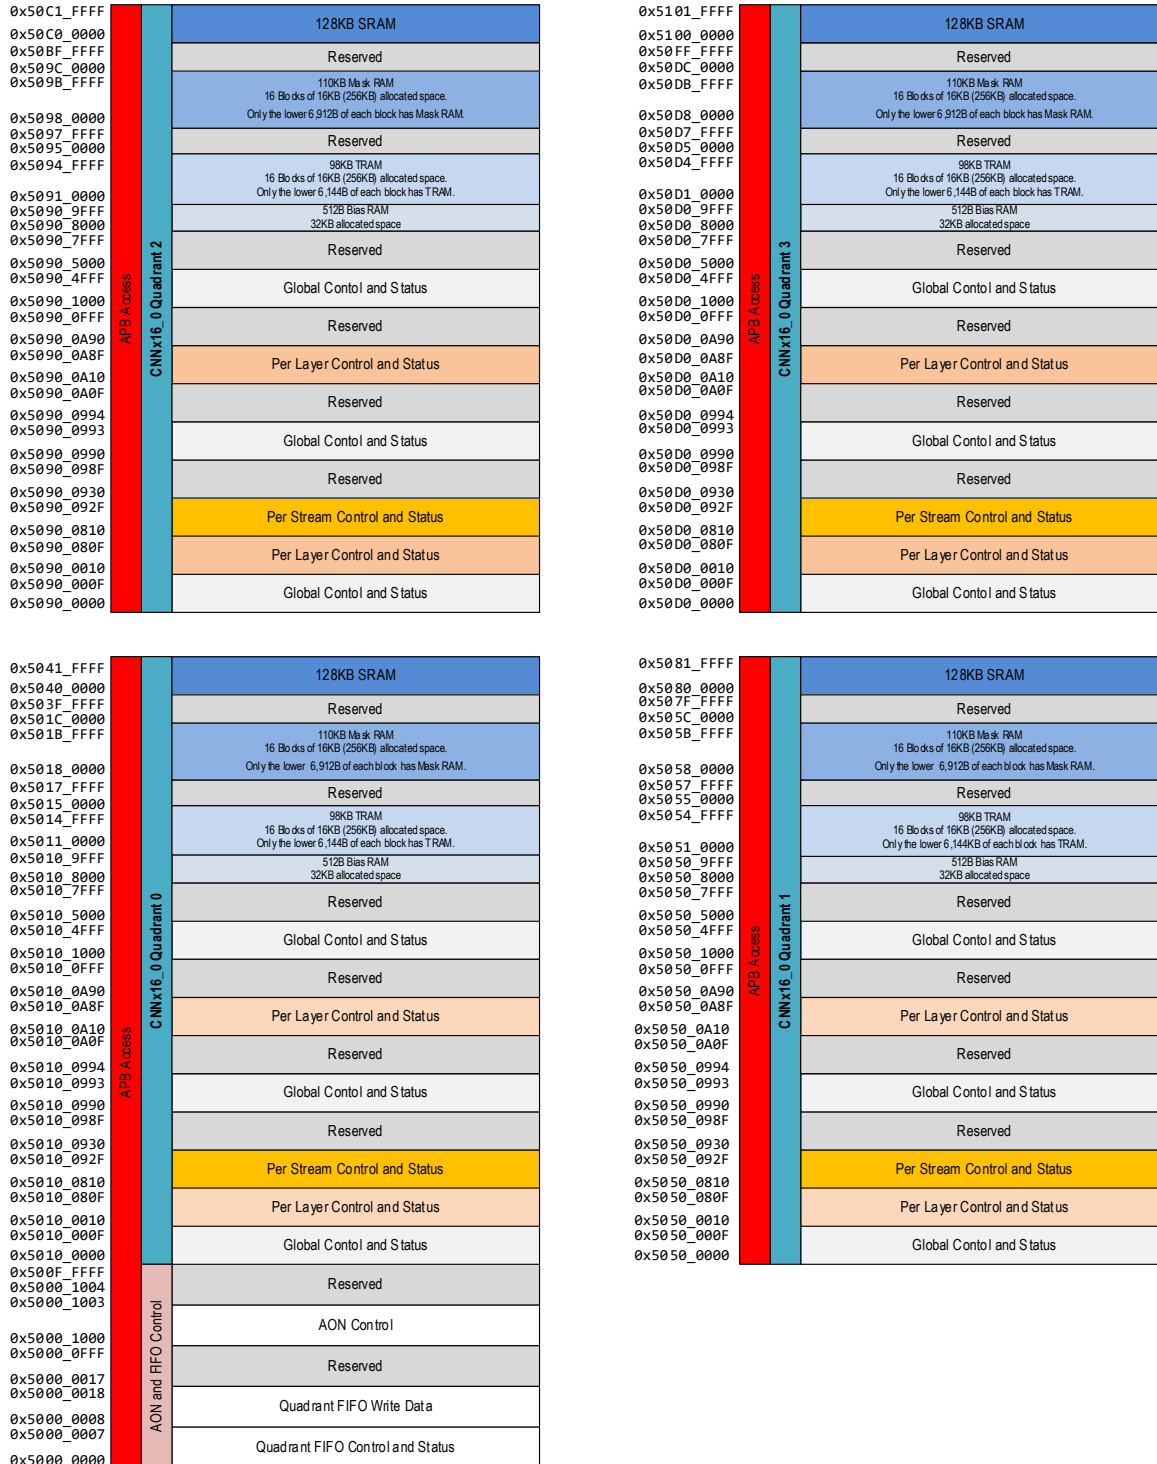 0x50C1_FFFF
128KB SRAM
0x50C0_0000
0x50BF_FFFF
Reserved
0x509C_0000
0x509B_FFFF
110KB Mask RAM
16 Blocks of 16KB (256KB) allocated space.
Only the lower 6,912B of each block has Mask RAM.
0x5098_0000
0x5097_FFFF
Reserved
0x5095_0000
0x5094_FFFF
98KB TRAM
16 Blocks of 16KB (256KB) allocated space.
Only the lower 6,144B of each block has TRAM.
0x5091_0000
0x5090_9FFF
512B Bias RAM
32KB allocated space
0x5090_8000
0x5090_7FFF
Reserved
0x5090_5000
0x5090_4FFF
Global Contol and Status
0x5090_1000
0x5090_0FFF
Reserved
0x5090_0A90
0x5090_0A8F
Per Layer Control and Status
0x5090_0A10
0x5090_0A0F
Reserved
0x5090_0994
0x5090_0993
Global Contol and Status
0x5090_0990
0x5090_098F
Reserved
0x5090_0930
0x5090_092F
Per Stream Control and Status
0x5090_0810
0x5090_080F
Per Layer Control and Status
0x5090_0010
0x5090_000F
Global Contol and Status
0x5090_0000
APB Access
CNNx16_0 Quadrant 2
0x5101_FFFF
128KB SRAM
0x5100_0000
0x50FF_FFFF
Reserved
0x50DC_0000
0x50DB_FFFF
110KB Mask RAM
16 Blocks of 16KB (256KB) allocated space.
Only the lower 6,912B of each block has Mask RAM.
0x50D8_0000
0x50D7_FFFF
Reserved
0x50D5_0000
0x50D4_FFFF
98KB TRAM
16 Blocks of 16KB (256KB) allocated space.
Only the lower 6,144B of each block has TRAM.
0x50D1_0000
0x50D0_9FFF
512B Bias RAM
32KB allocated space
0x50D0_8000
0x50D0_7FFF
Reserved
0x50D0_5000
0x50D0_4FFF
Global Contol and Status
0x50D0_1000
0x50D0_0FFF
Reserved
0x50D0_0A90
0x50D0_0A8F
Per Layer Control and Status
0x50D0_0A10
0x50D0_0A0F
Reserved
0x50D0_0994
0x50D0_0993
Global Contol and Status
0x50D0_0990
0x50D0_098F
Reserved
0x50D0_0930
0x50D0_092F
Per Stream Control and Status
0x50D0_0810
0x50D0_080F
Per Layer Control and Status
0x50D0_0010
0x50D0_000F
Global Contol and Status
0x50D0_0000
APB Access
CNNx16_0 Quadrant 3
0x5041_FFFF
128KB SRAM
0x5040_0000
0x503F_FFFF
Reserved
0x501C_0000
0x501B_FFFF
110KB Mask RAM
16 Blocks of 16KB (256KB) allocated space.
Only the lower 6,912B of each block has Mask RAM.
0x5018_0000
0x5017_FFFF
Reserved
0x5015_0000
0x5014_FFFF
98KB TRAM
16 Blocks of 16KB (256KB) allocated space.
Only the lower 6,144B of each block has TRAM.
0x5011_0000
0x5010_9FFF
512B Bias RAM
32KB allocated space
0x5010_8000
0x5010_7FFF
Reserved
0x5010_5000
0x5010_4FFF
Global Contol and Status
0x5010_1000
0x5010_0FFF
Reserved
0x5010_0A90
0x5010_0A8F
Per Layer Control and Status
0x5010_0A10
0x5010_0A0F
Reserved
0x5010_0994
0x5010_0993
Global Contol and Status
0x5010_0990
0x5010_098F
Reserved
0x5010_0930
0x5010_092F
Per Stream Control and Status
0x5010_0810
0x5010_080F
Per Layer Control and Status
0x5010_0010
0x5010_000F
Global Contol and Status
0x5010_0000
0x500F_FFFF
Reserved
0x5000_1004
0x5000_1003
AON Control
0x5000_1000
0x5000_0FFF
Reserved
0x5000_0017
0x5000_0018
Quadrant FIFO Write Data
0x5000_0008
0x5000_0007
Quadrant FIFO Control and Status
0x5000_0000
APB Access
CNNx16_0 Quadrant 0
AON and FIFO Control
0x5081_FFFF
128KB SRAM
0x5080_0000
0x507F_FFFF
Reserved
0x505C_0000
0x505B_FFFF
110KB Mask RAM
16 Blocks of 16KB (256KB) allocated space.
Only the lower 6,912B of each block has Mask RAM.
0x5058_0000
0x5057_FFFF
Reserved
0x5055_0000
0x5054_FFFF
98KB TRAM
16 Blocks of 16KB (256KB) allocated space.
Only the lower 6,144KB of each block has TRAM.
0x5051_0000
0x5050_9FFF
512B Bias RAM
32KB allocated space
0x5050_8000
0x5050_7FFF
Reserved
0x5050_5000
0x5050_4FFF
Global Contol and Status
0x5050_1000
0x5050_0FFF
Reserved
0x5050_0A90
0x5050_0A8F
Per Layer Control and Status
0x5050_0A10
0x5050_0A0F
Reserved
0x5050_0994
0x5050_0993
Global Contol and Status
0x5050_0990
0x5050_098F
Reserved
0x5050_0930
0x5050_092F
Per Stream Control and Status
0x5050_0810
0x5050_080F
Per Layer Control and Status
0x5050_0010
0x5050_000F
Global Contol and Status
0x5050_0000
APB Access
CNNx16_0 Quadrant 1